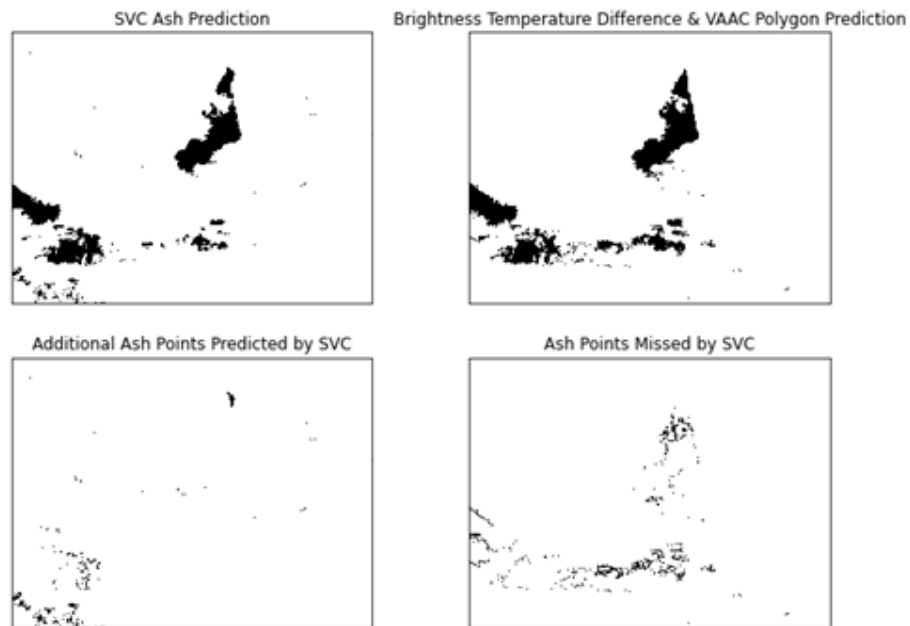 SVC Ash Prediction
Brightness Temperature Difference & VAAC Polygon Prediction
Additional Ash Points Predicted by SVC
Ash Points Missed by SVC